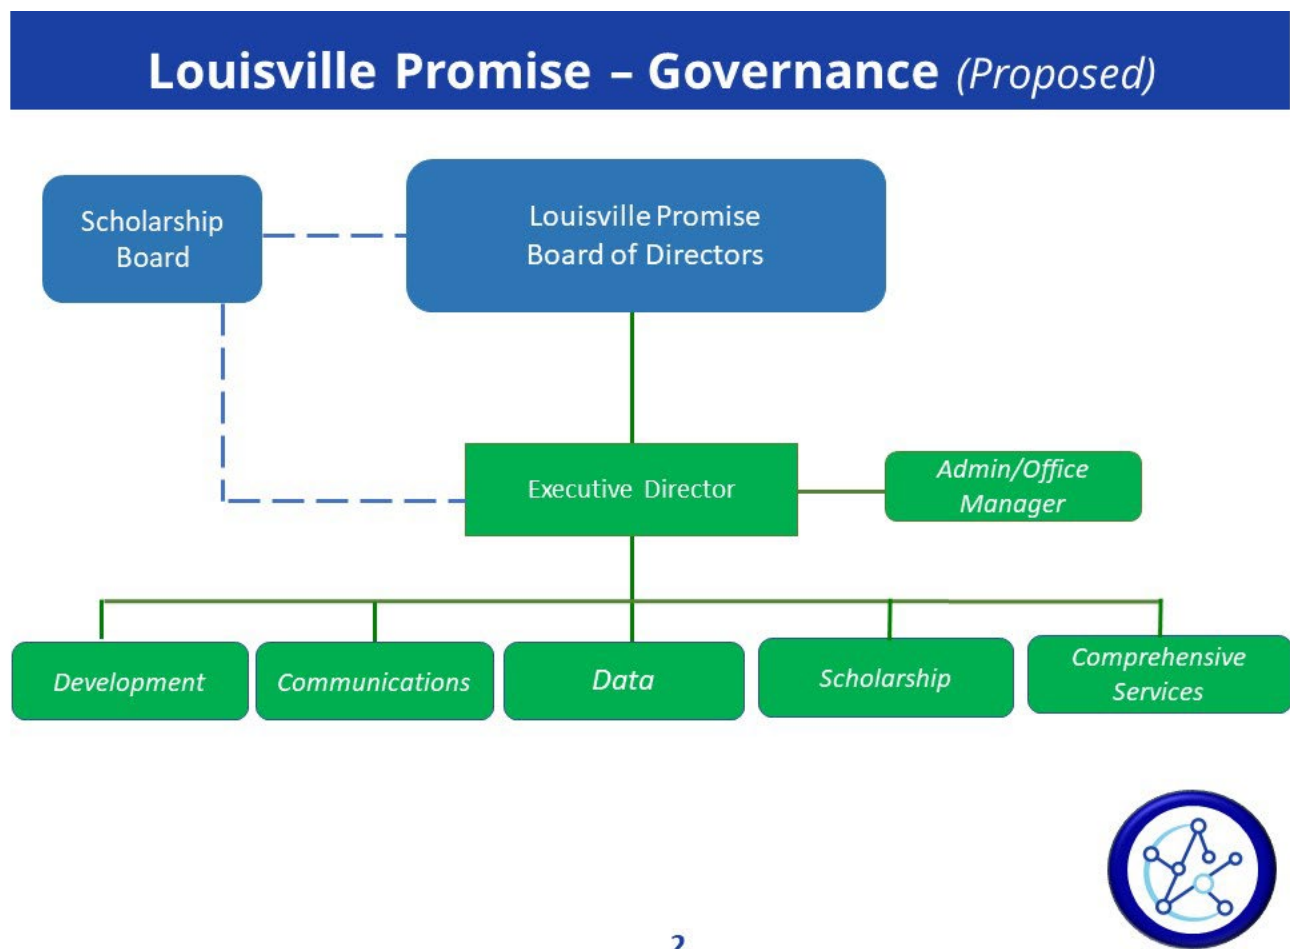 Louisville Promise – Governance (Proposed)
Scholarship
Board
Louisville Promise
Board of Directors
Executive Director
Admin/Office
Manager
Development
Communications
Data
Scholarship
Comprehensive
Services
2